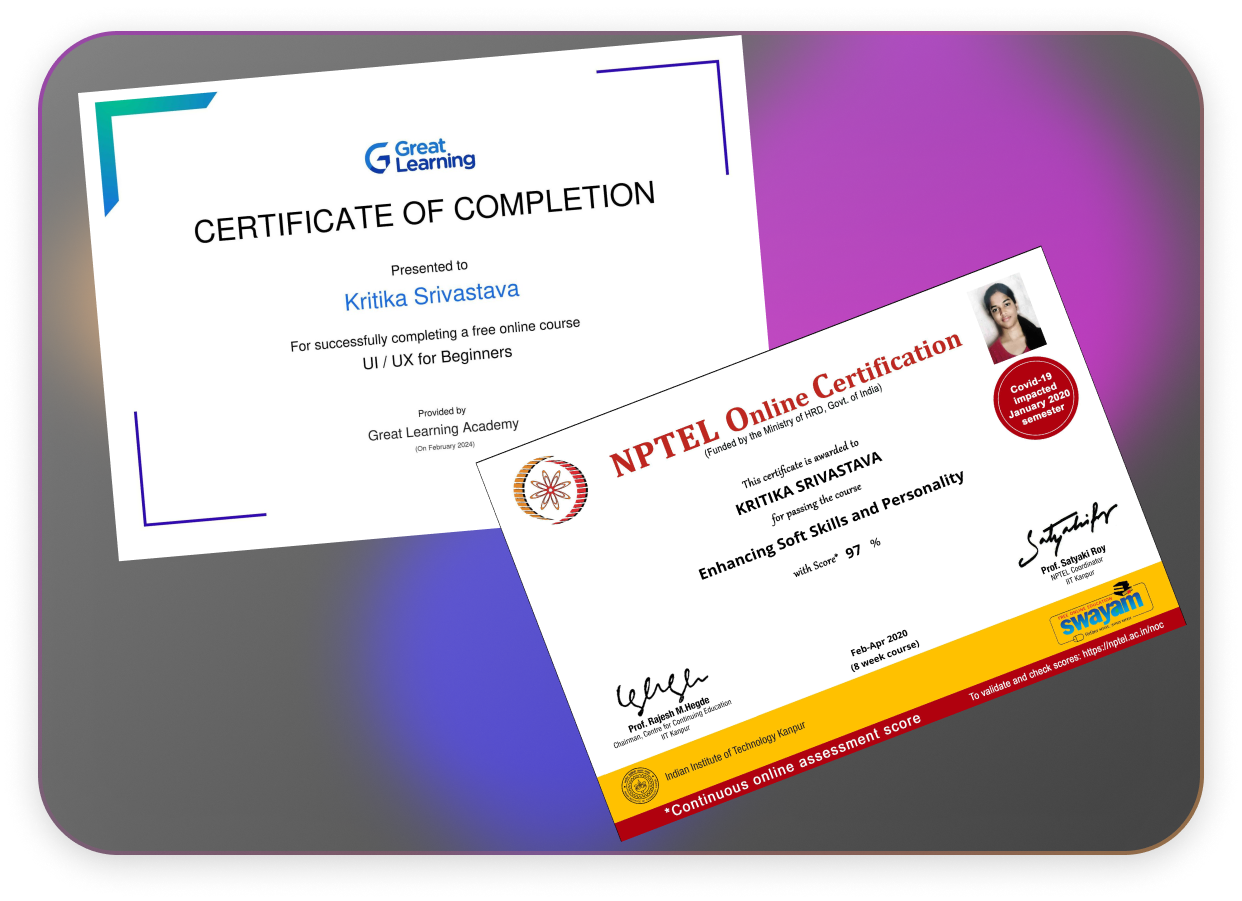 Great
Learning
CERTIFICATE OF COMPLETION
Presented to
Kritika Srivastava
For successfully completing a free online course
UI / UX for Beginners
Provided by
Great Learning Academy
(On February 2024)
NPTEL Online Certification
(Funded by the Ministry of HRD, Govt. of India)
Covid-19
impacted
January 2020
semester
This certificate is awarded to
KRITIKA SRIVASTAVA
for passing the course
Enhancing Soft Skills and Personality
with Score* 97 %
Prof. Satyaki Roy
NPTEL Coordinator
IIT Kanpur
Feb-Apr 2020
(8 week course)
Prof. Rajesh M.Hegde
Chairman, Centre for Continuing Education
IIT Kanpur
FREE ONLINE EDUCATION
swayam
Indian Institute of Technology Kanpur
*Continuous online assessment score
To validate and check scores: https://nptel.ac.in/noc